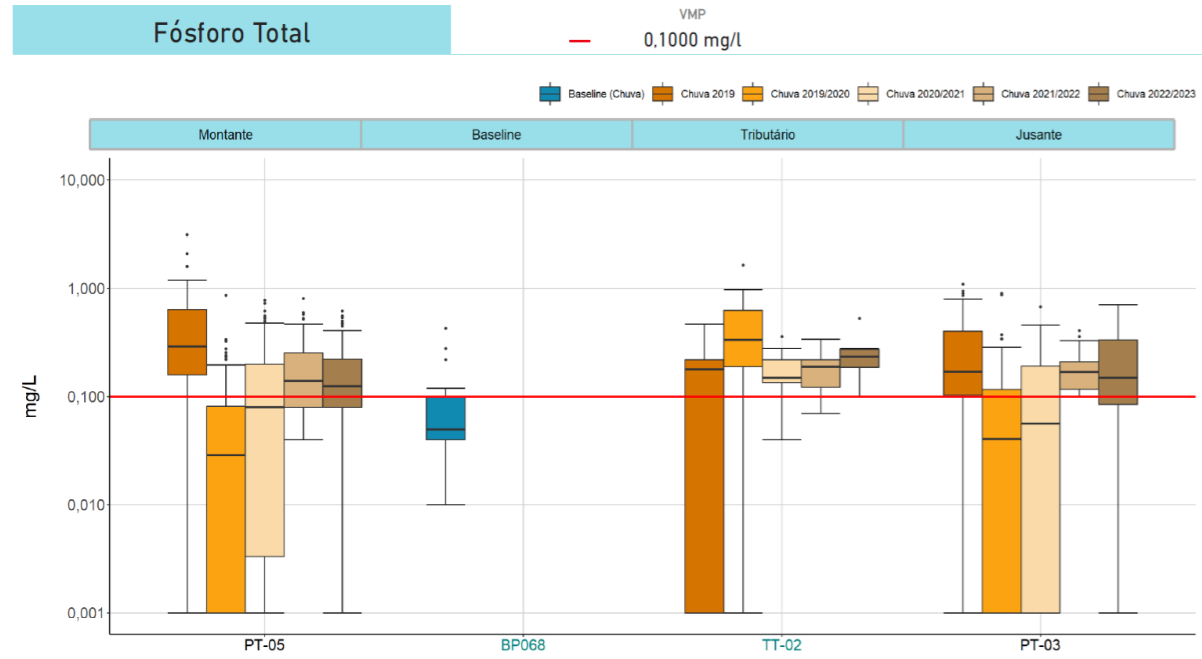 Fósforo Total
VMP
0,1000 mg/l
Baseline (Chuva) Chuva 2019 Chuva 2019/2020 Chuva 2020/2021 Chuva 2021/2022 Chuva 2022/2023
Montante Baseline Tributário Jusante
mg/L
10,000
1,000
0,100
0,010
0,001
PT-05 BP068 TT-02 PT-03